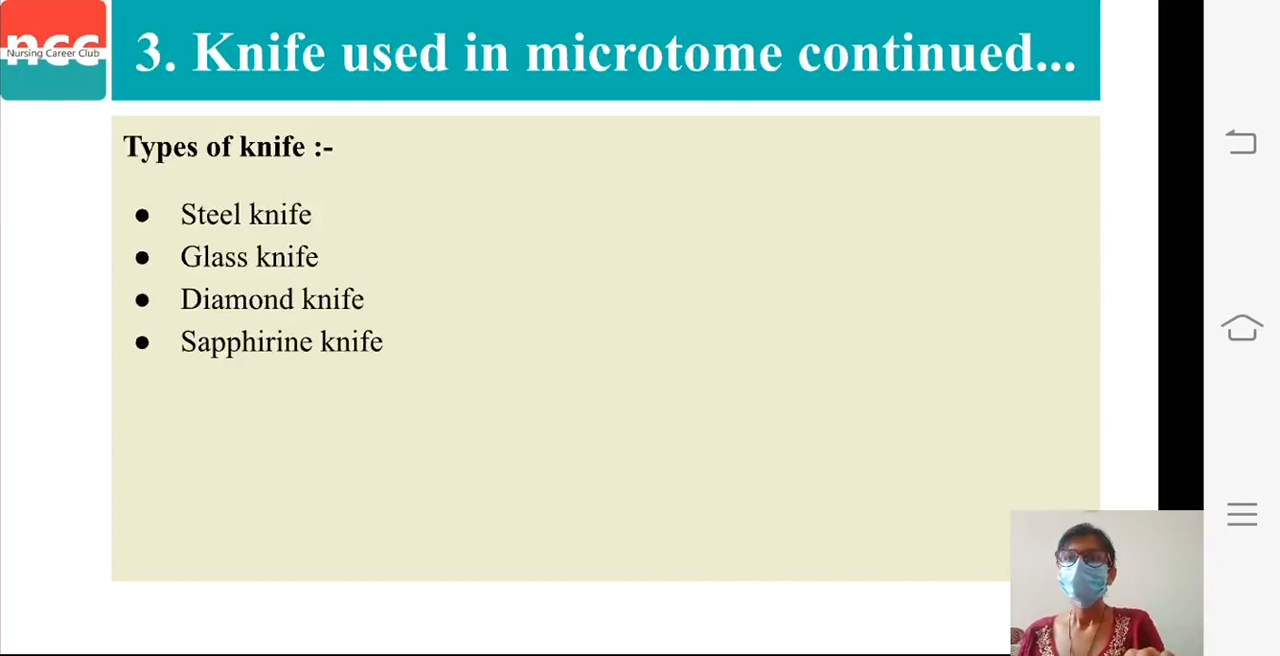 ncc
Nursing Career Club
3. Knife used in microtome continued...
Types of knife :-
● Steel knife
● Glass knife
● Diamond knife
● Sapphirine knife